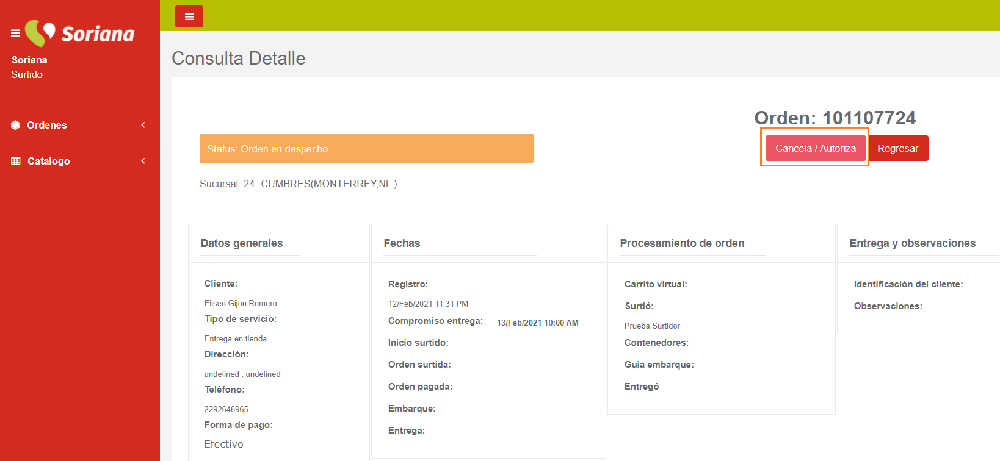 Soriana
Soriana
Surtido
Ordenes
Catalogo
Consulta Detalle
Orden: 101107724
Status: Orden en despacho
Cancela / Autoriza
Regresar
Sucursal: 24.-CUMBRES(MONTERREY,NL )
Datos generales
Cliente:
Eliseo Gijon Romero
Tipo de servicio:
Entrega en tienda
Dirección:
undefined , undefined
Teléfono:
2292646965
Forma de pago:
Efectivo
Fechas
Registro:
12/Feb/2021 11:31 PM
Compromiso entrega: 13/Feb/2021 10:00 AM
Inicio surtido:
Orden surtida:
Orden pagada:
Embarque:
Entrega:
Procesamiento de orden
Carrito virtual:
Surtió:
Prueba Surtidor
Contenedores:
Guia embarque:
Entregó
Entrega y observaciones
Identificación del cliente:
Observaciones: